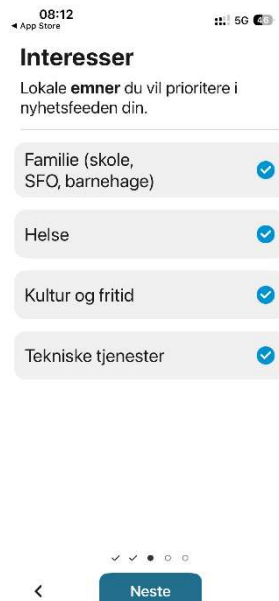 08:12
5G 46
App Store
Interesser
Lokale emner du vil prioritere i
nyhetsfeeden din.
Familie (skole,
SFO, barnehage)
Helse
Kultur og fritid
Tekniske tjenester
Neste